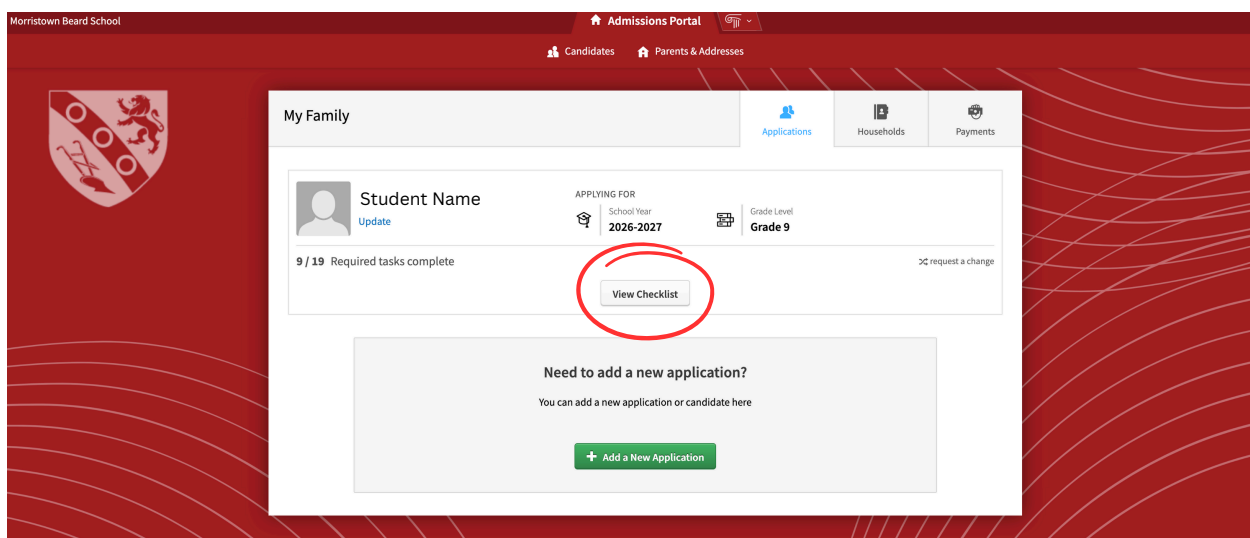 Morristown Beard School
Admissions Portal
Candidates
Parents & Addresses
My Family
Applications
Households
Payments
Student Name
Update
APPLYING FOR
School Year
2026-2027
Grade Level
Grade 9
9 / 19 Required tasks complete
request a change
View Checklist
Need to add a new application?
You can add a new application or candidate here
+ Add a New Application